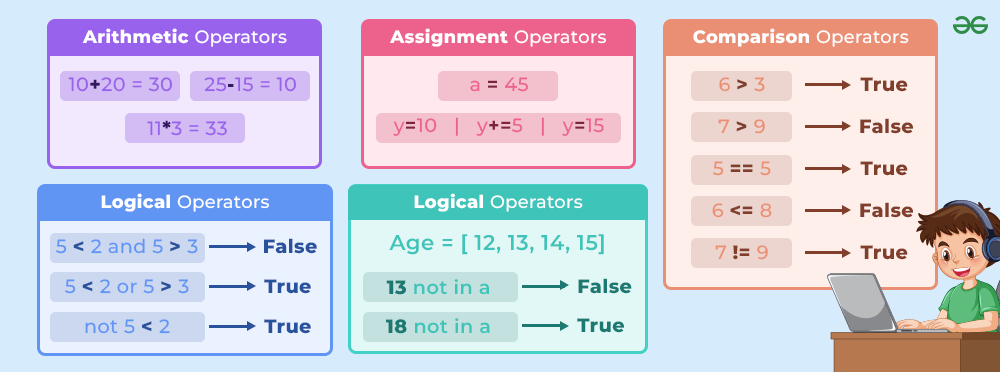 Arithmetic Operators
10+20 = 30
25-15 = 10
11*3 = 33
Assignment Operators
a = 45
y=10 | y+=5 | y=15
Comparison Operators
6 > 3 True
7 > 9 False
5 == 5 True
6 <= 8 False
7 != 9 True
Logical Operators
5 < 2 and 5 > 3 False
5 < 2 or 5 > 3 True
not 5 < 2 True
Logical Operators
Age = [ 12, 13, 14, 15]
13 not in a False
18 not in a True